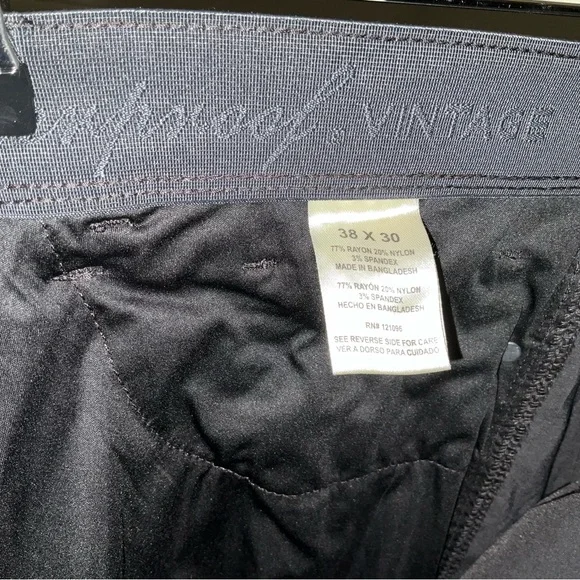 erproof. VINTAGE
38 X 30
77% RAYON 20% NYLON
3% SPANDEX
MADE IN BANGLADESH
77% RAYON 20% NYLON
3% SPANDEX
HECHO EN BANGLADESH
RN# 121096
SEE REVERSE SIDE FOR CARE
VER A DORSO PARA CUIDADO